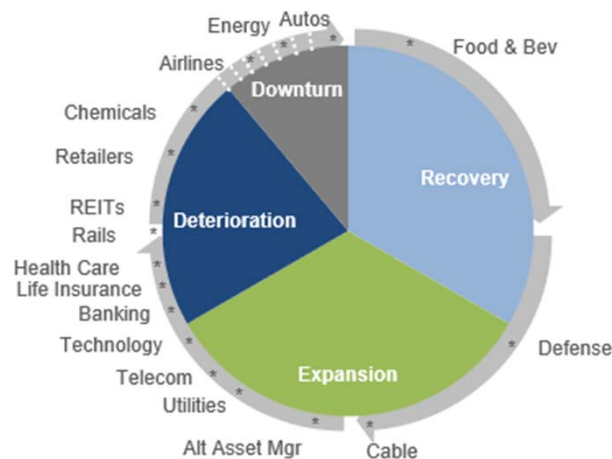 Energy
Autos
Airlines
Food & Bev
Downturn
Chemicals
Retailers
Recovery
REITs
Deterioration
Rails
Health Care
Life Insurance
Banking
Technology
Defense
Telecom
Expansion
Utilities
Alt Asset Mgr
Cable